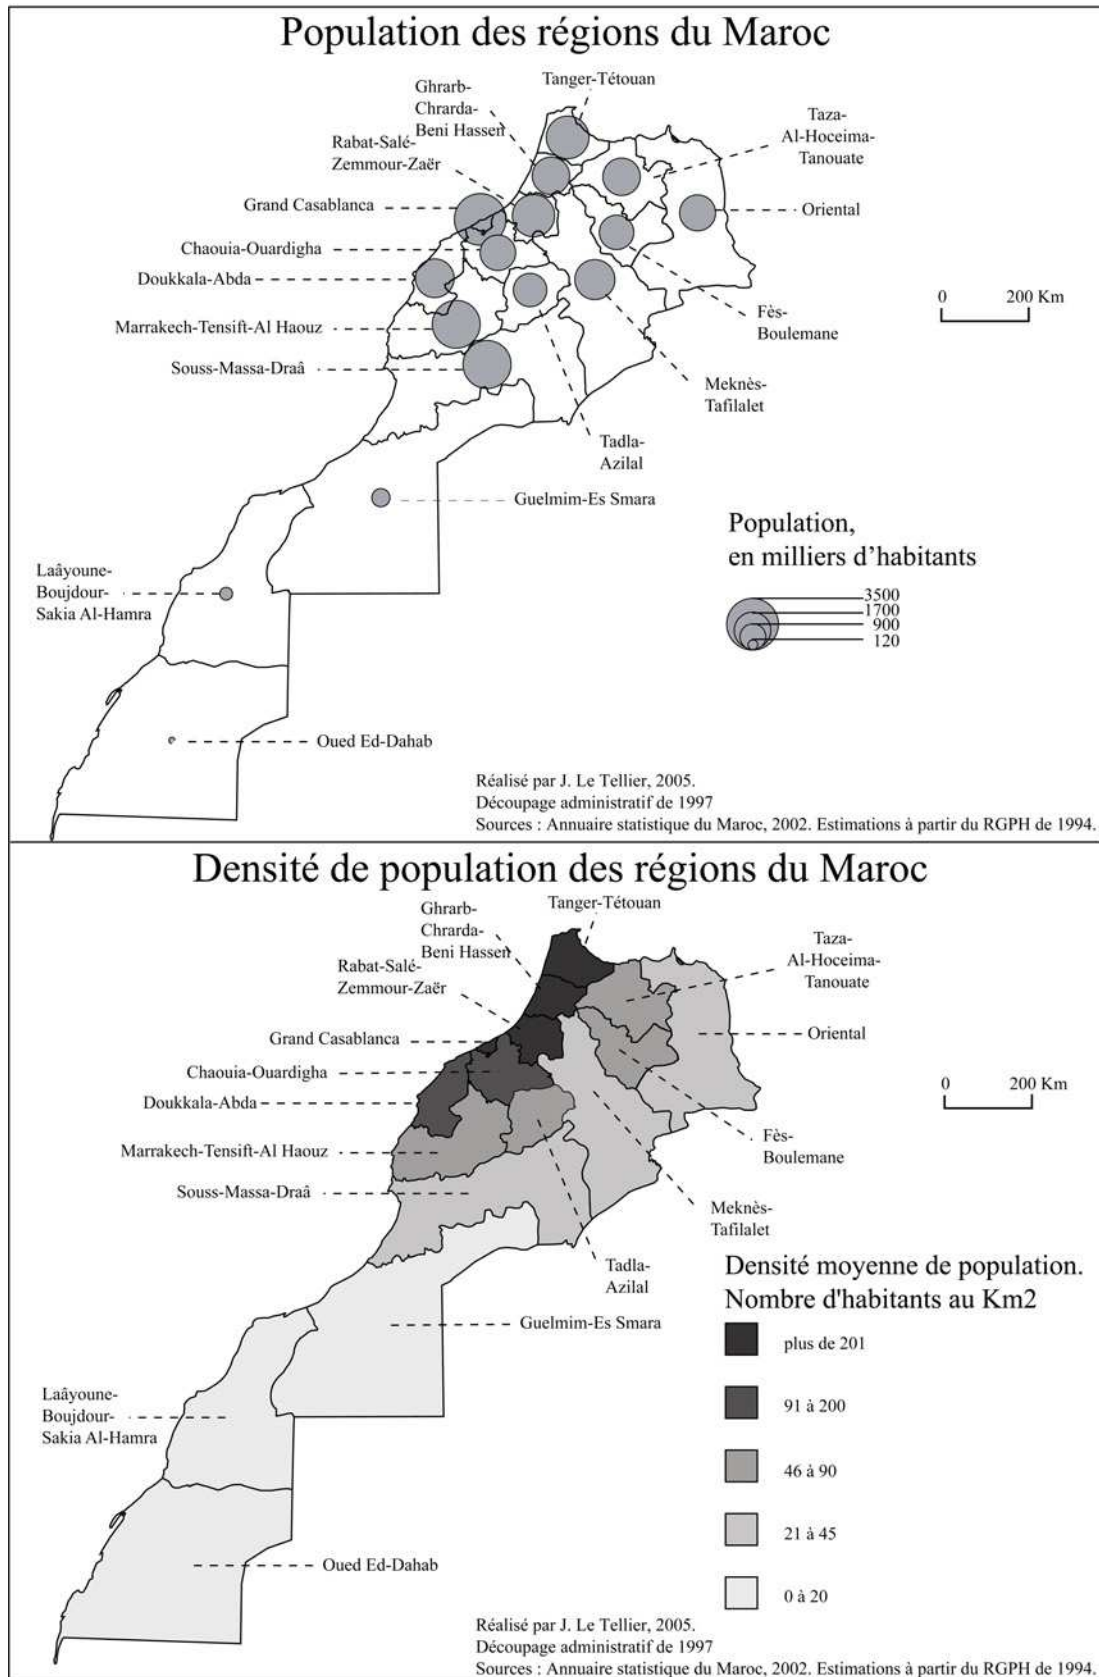 Population des régions du Maroc
Tanger-Tétouan
Ghrarb-
Chrarda-
Beni Hassen
Taza-
Al-Hoceima-
Tanouate
Rabat-Salé-
Zemmour-Zaër
Grand Casablanca
Oriental
Chaouia-Ouardigha
Doukkala-Abda
0 200 Km
Fès-
Boulemane
Marrakech-Tensift-Al Haouz
Souss-Massa-Draâ
Meknès-
Tafilalet
Tadla-
Azilal
Guelmim-Es Smara
Population,
en milliers d’habitants
3500
1700
900
120
Laâyoune-
Boujdour-
Sakia Al-Hamra
Oued Ed-Dahab
Réalisé par J. Le Tellier, 2005.
Découpage administratif de 1997
Sources : Annuaire statistique du Maroc, 2002. Estimations à partir du RGPH de 1994.
Densité de population des régions du Maroc
Tanger-Tétouan
Ghrarb-
Chrarda-
Beni Hassen
Taza-
Al-Hoceima-
Tanouate
Rabat-Salé-
Zemmour-Zaër
Grand Casablanca
Oriental
Chaouia-Ouardigha
Doukkala-Abda
0 200 Km
Fès-
Boulemane
Marrakech-Tensift-Al Haouz
Souss-Massa-Draâ
Meknès-
Tafilalet
Tadla-
Azilal
Guelmim-Es Smara
Densité moyenne de population.
Nombre d'habitants au Km2
plus de 201
91 à 200
46 à 90
21 à 45
0 à 20
Laâyoune-
Boujdour-
Sakia Al-Hamra
Oued Ed-Dahab
Réalisé par J. Le Tellier, 2005.
Découpage administratif de 1997
Sources : Annuaire statistique du Maroc, 2002. Estimations à partir du RGPH de 1994.